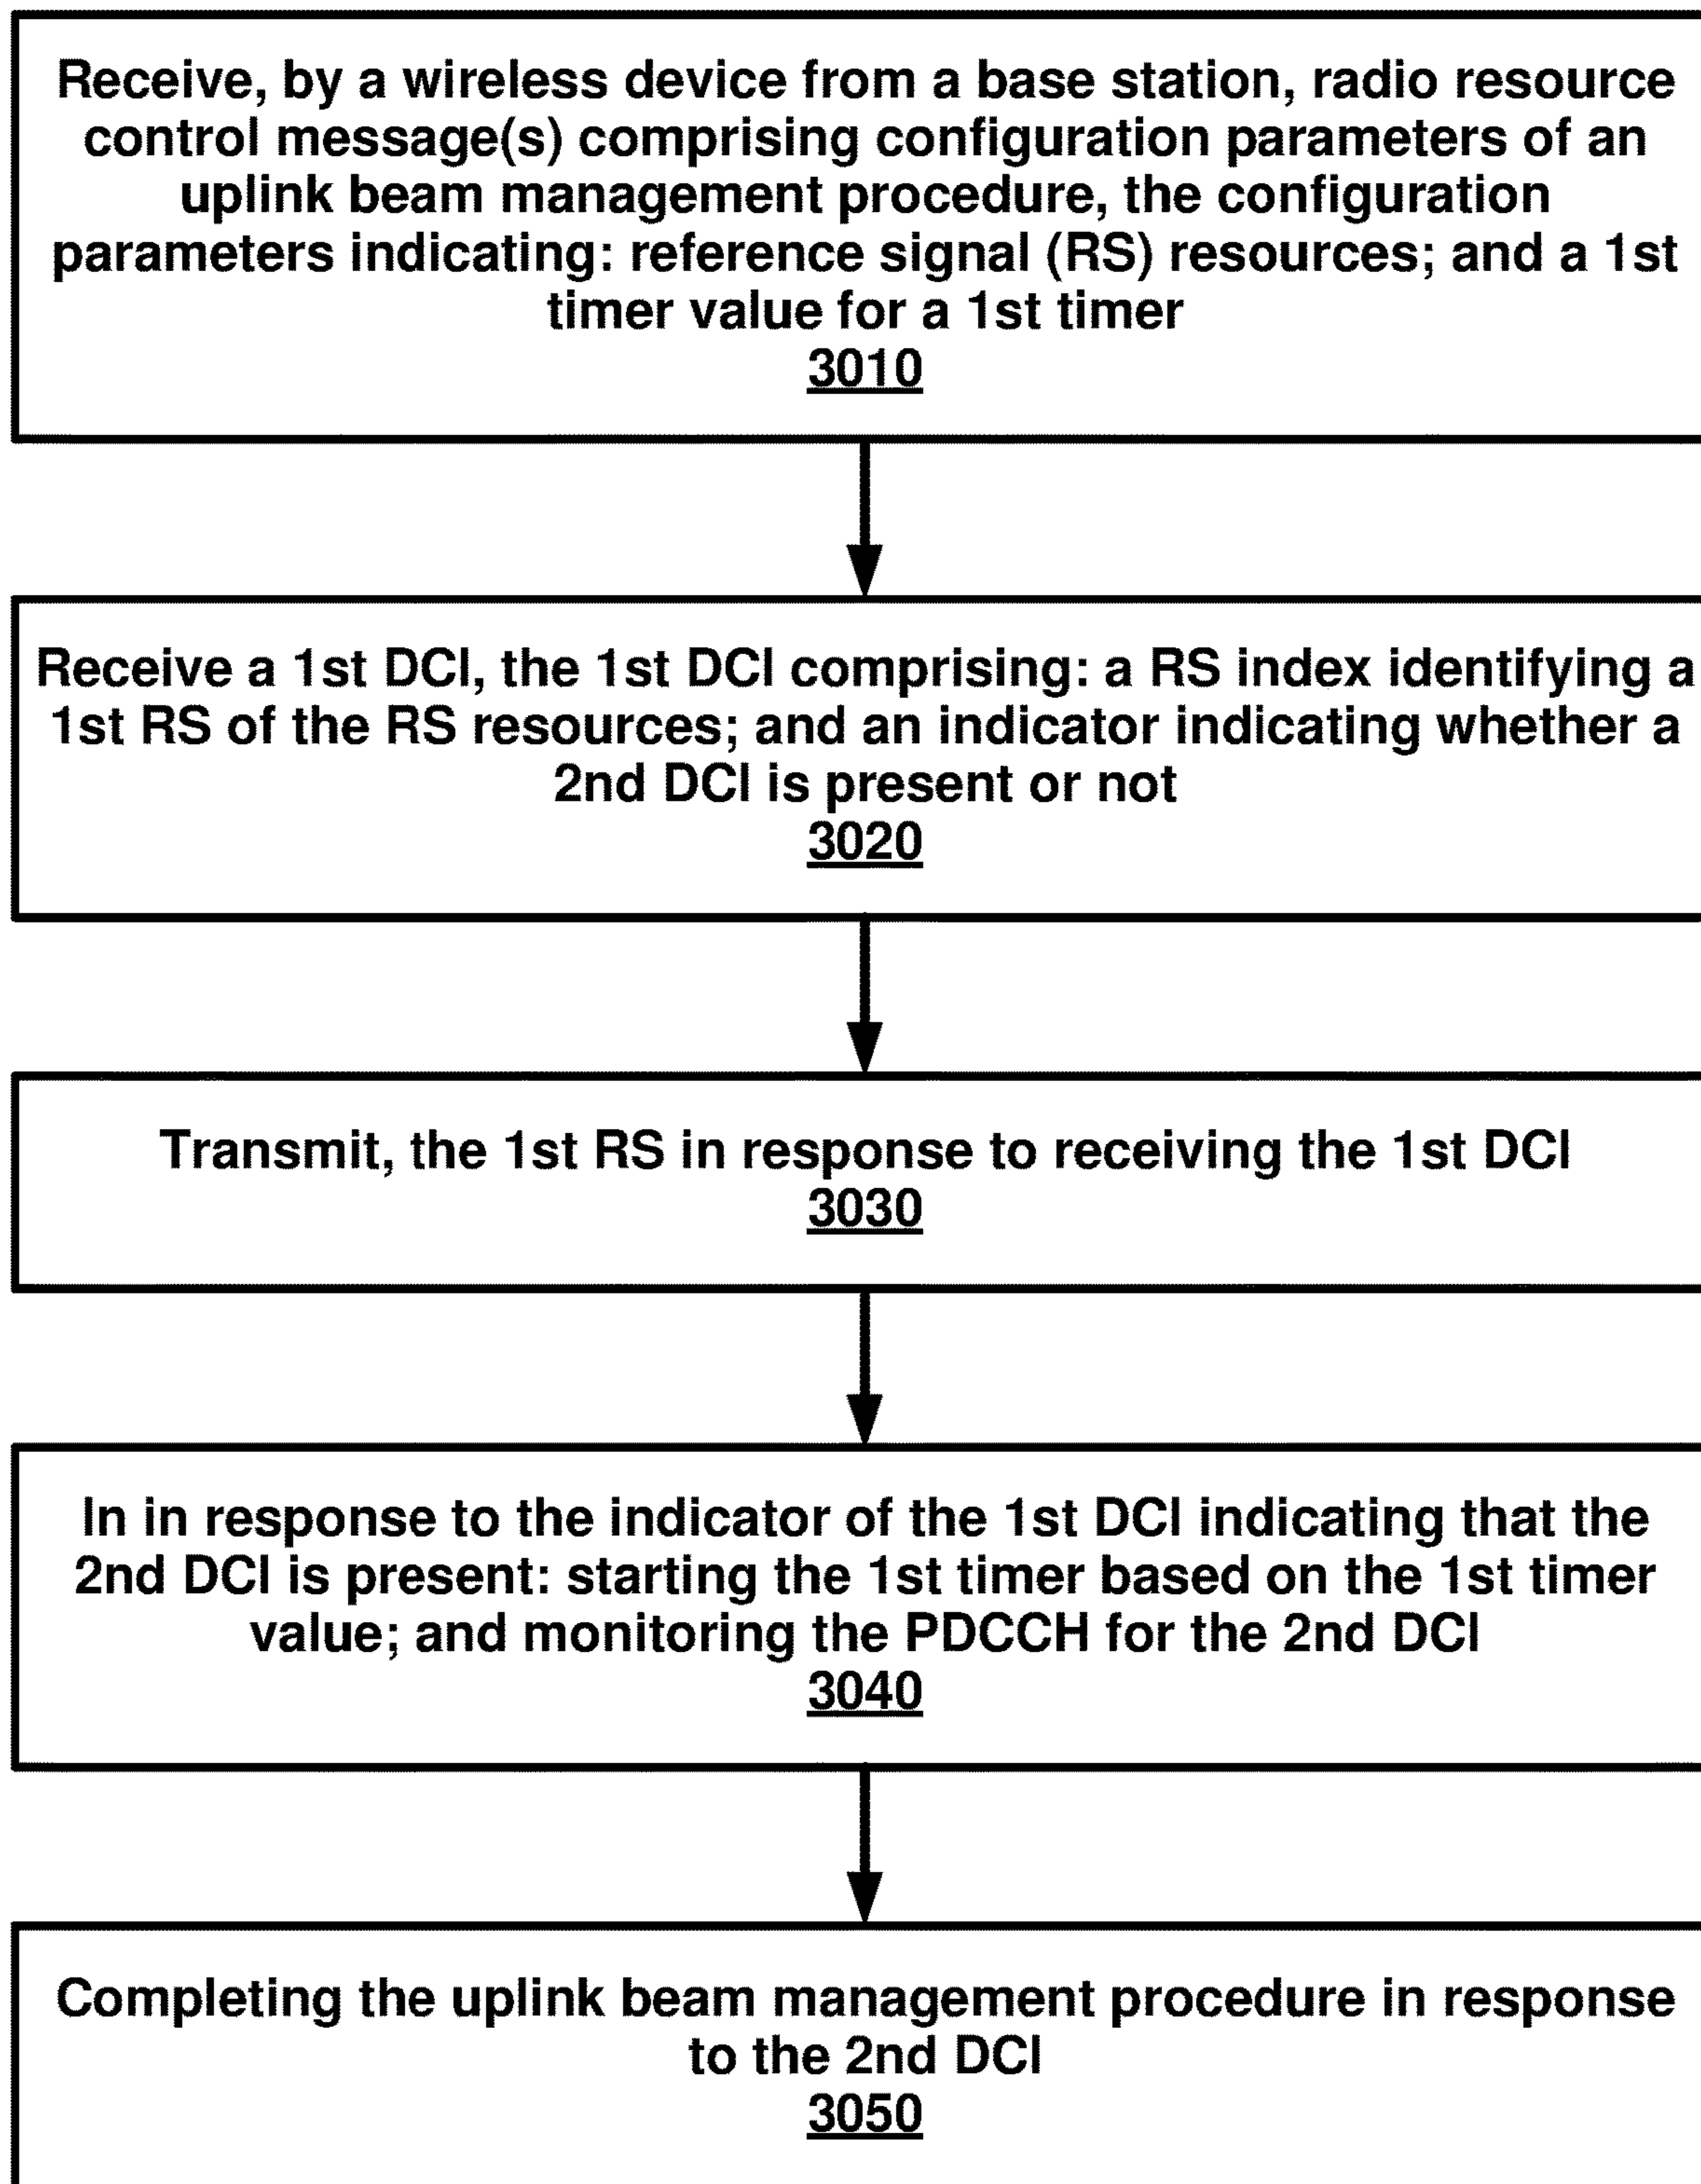 Receive, by a wireless device from a base station, radio resource
control message(s) comprising configuration parameters of an
uplink beam management procedure, the configuration
parameters indicating: reference signal (RS) resources; and a 1st
timer value for a 1st timer
3010
Receive a 1st DCI, the 1st DCI comprising: a RS index identifying a
1st RS of the RS resources; and an indicator indicating whether a
2nd DCI is present or not
3020
Transmit, the 1st RS in response to receiving the 1st DCI
3030
In in response to the indicator of the 1st DCI indicating that the
2nd DCI is present: starting the 1st timer based on the 1st timer
value; and monitoring the PDCCH for the 2nd DCI
3040
Completing the uplink beam management procedure in response
to the 2nd DCI
3050